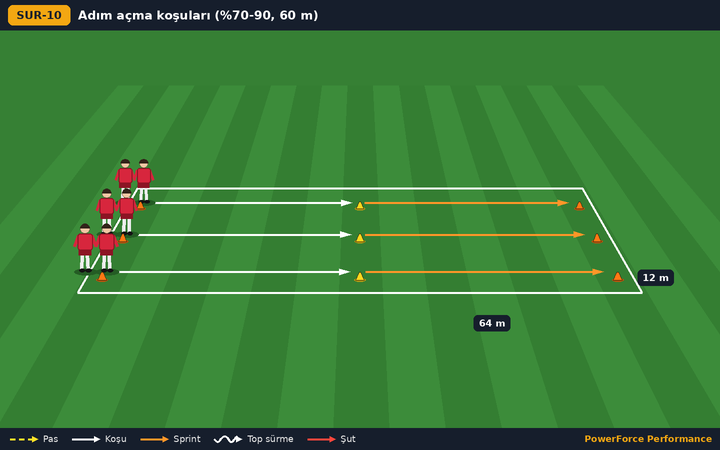 SUR-10 Adım açma koşuları (%70-90, 60 m)
12 m
64 m
Pas Koşu Sprint Top sürme Şut PowerForce Performance